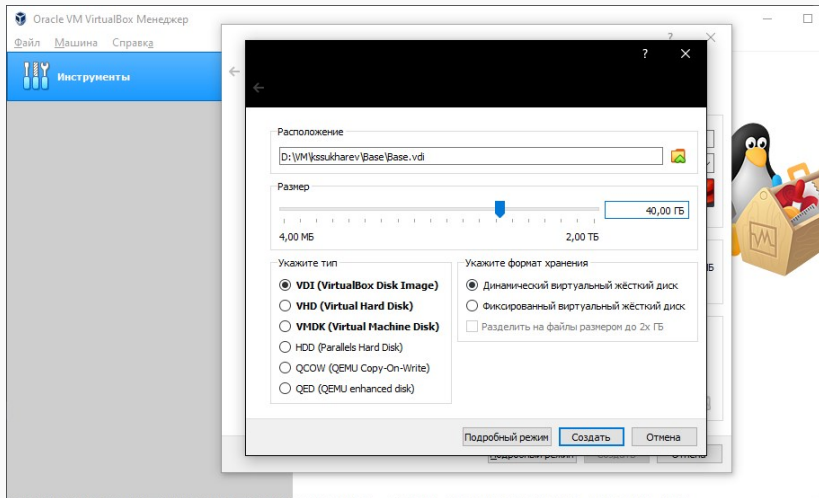 Oracle VM VirtualBox Менеджер
Файл Машина Справка
Инструменты
?
?
Расположение
D:\VM\kssukharev\Base\Base.vdi
Размер
40,00 ГБ
4,00 МБ 2,00 ТБ
Укажите тип
VDI (VirtualBox Disk Image)
VHD (Virtual Hard Disk)
VMDK (Virtual Machine Disk)
HDD (Parallels Hard Disk)
QCOW (QEMU Copy-On-Write)
QED (QEMU enhanced disk)
Укажите формат хранения
Динамический виртуальный жёсткий диск
Фиксированный виртуальный жёсткий диск
Разделить на файлы размером до 2х ГБ
Подробный режим Создать Отмена